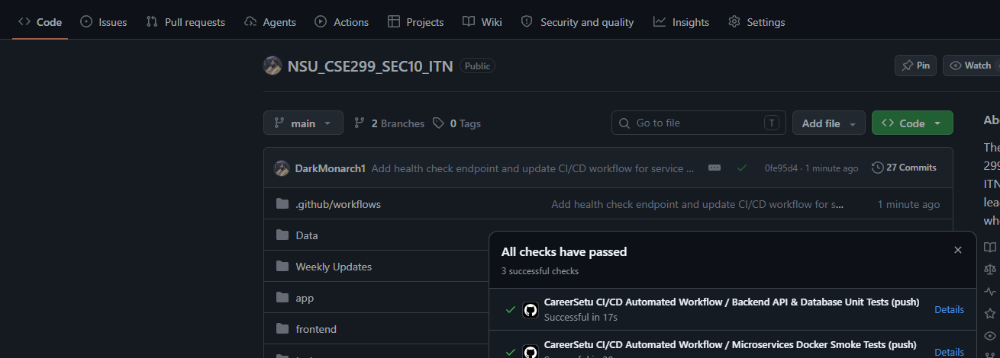 Code Issues Pull requests Agents Actions Projects Wiki Security and quality Insights Settings
NSU_CSE299_SEC10_ITN Public Pin Watch
main 2 Branches 0 Tags Go to file T Add file Code
DarkMonarch1 Add health check endpoint and update CI/CD workflow for service ... 0fe95d4 · 1 minute ago 27 Commits
.github/workflows Add health check endpoint and update CI/CD workflow for s... 1 minute ago
Data
Weekly Updates
app
frontend
All checks have passed
3 successful checks
CareerSetu CI/CD Automated Workflow / Backend API & Database Unit Tests (push)
Successful in 17s
Details
CareerSetu CI/CD Automated Workflow / Microservices Docker Smoke Tests (push)
Details
Ab
The
299
ITN
lea
wh